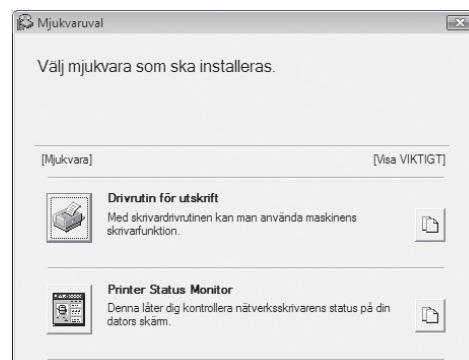 Mjukvaruval
Välj mjukvara som ska installeras.
[Mjukvara] [Visa VIKTIGT]
Drivrutin för utskrift
Med skrivardrivrutinen kan man använda maskinens
skrivarfunktion.
Printer Status Monitor
Denna låter dig kontrollera nätverksskrivarens status på din
dators skärm.